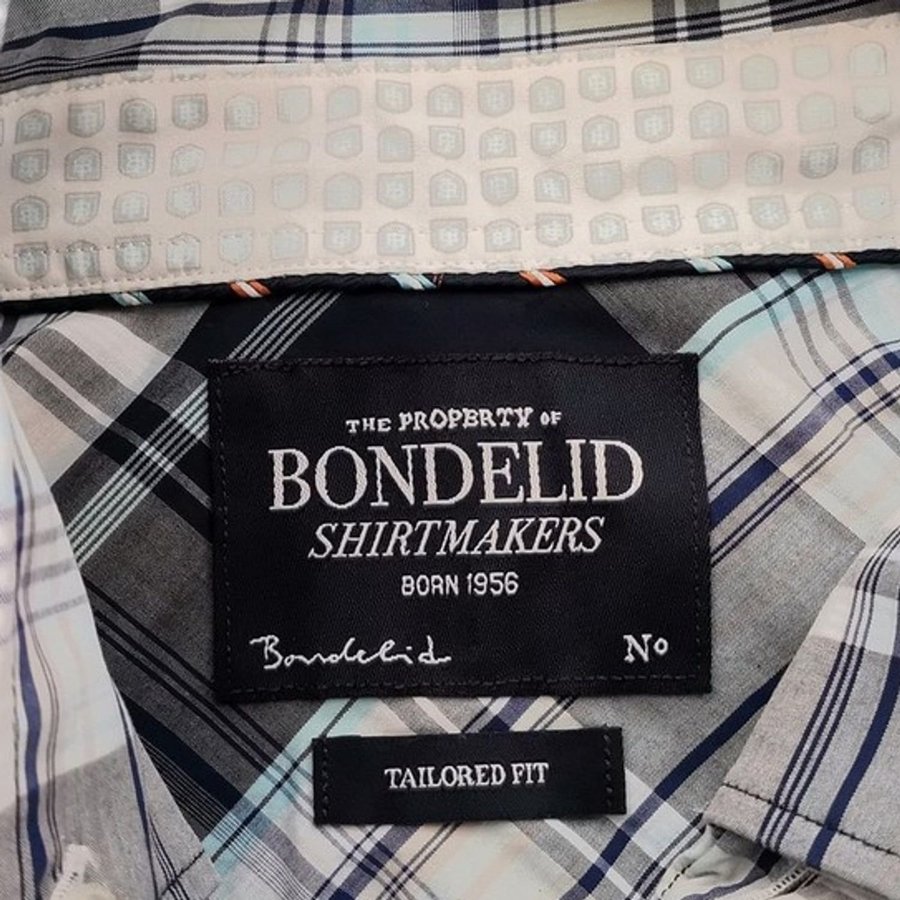 THE PROPERTY OF
BONDELID
SHIRTMAKERS
BORN 1956
Bondelid Nº
TAILORED FIT